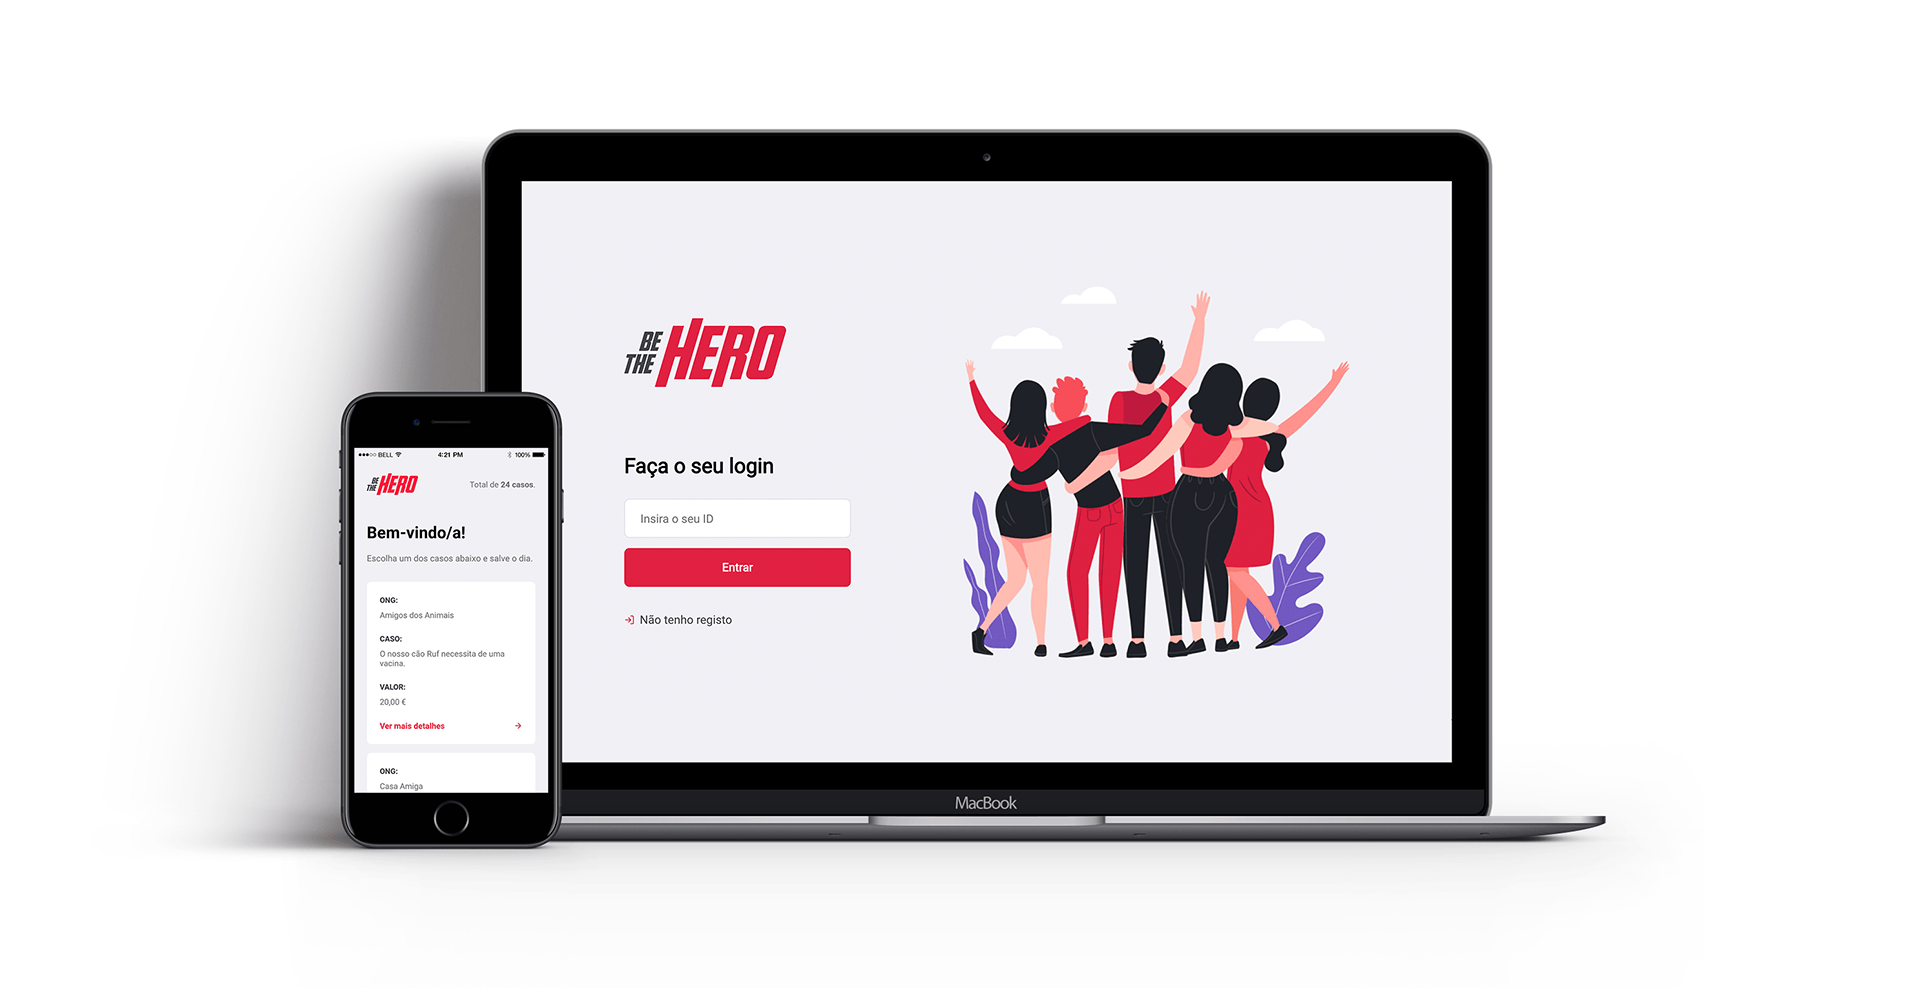 BE
THE HERO
Faça o seu login
Insira o seu ID
Entrar
Não tenho registo
MacBook
BELL
4:21 PM
100%
BE
THE HERO
Total de 24 casos.
Bem-vindo/a!
Escolha um dos casos abaixo e salve o dia.
ONG:
Amigos dos Animais
CASO:
O nosso cão Ruf necessita de uma
vacina.
VALOR:
20,00 €
Ver mais detalhes
ONG:
Casa Amiga